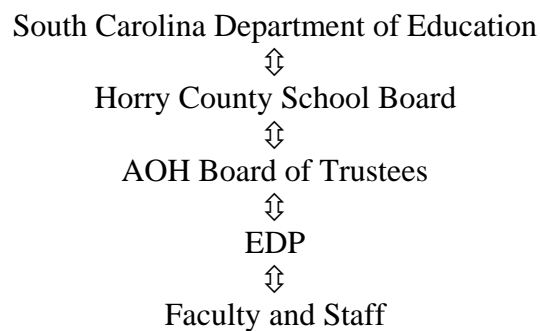 South Carolina Department of Education
⇕
Horry County School Board
⇕
AOH Board of Trustees
⇕
EDP
⇕
Faculty and Staff